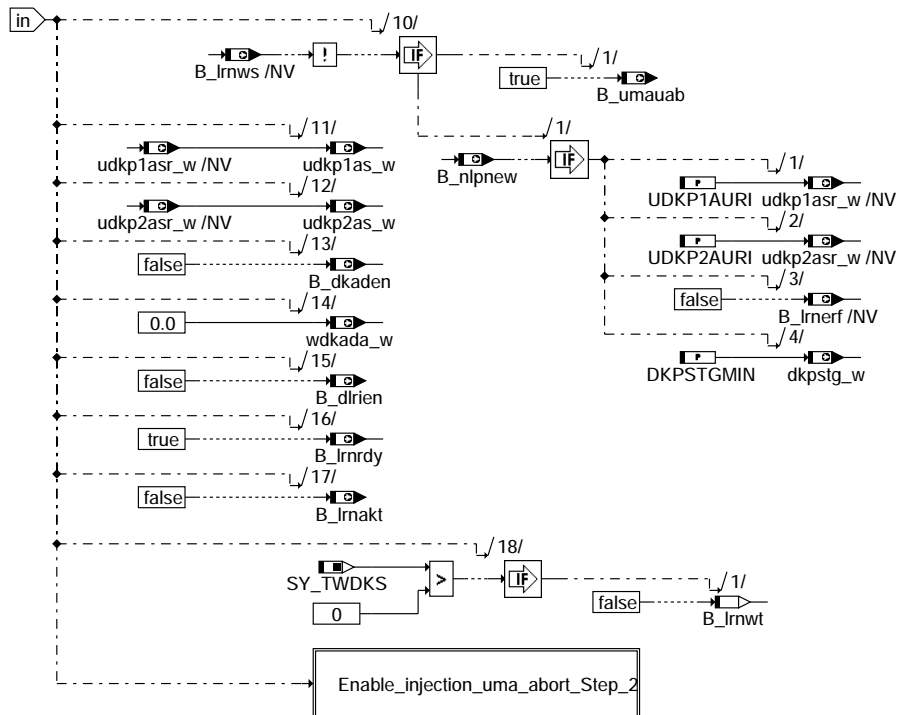 in
10/
B_lrnws /NV
!
IF
1/
true
B_umauab
11/
udkp1asr_w /NV
udkp1as_w
1/
B_nlpnew
IF
1/
UDKP1AURI
udkp1asr_w /NV
12/
udkp2asr_w /NV
udkp2as_w
2/
UDKP2AURI
udkp2asr_w /NV
13/
false
B_dkaden
3/
false
B_lrnerf /NV
14/
0.0
wdkada_w
4/
DKPSTGMIN
dkpstg_w
15/
false
B_dlrien
16/
true
B_lrnrdy
17/
false
B_lrnakt
18/
SY_TWDKS
0
>
IF
1/
false
B_lrnwt
P
P
P
Enable_injection_uma_abort_Step_2